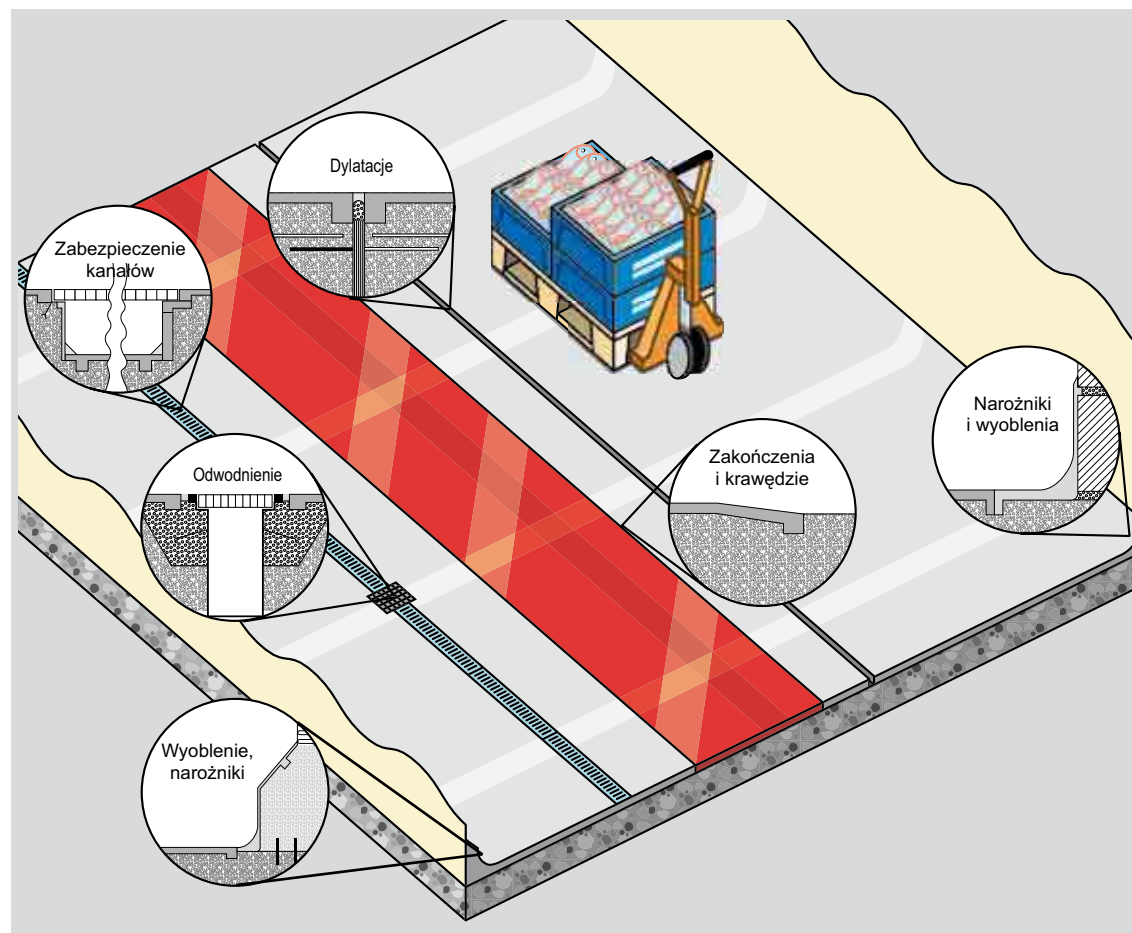 Dylatacje
Zabezpieczenie
kanałów
Narożniki
i wyoblenia
Zakończenia
i krawędzie
Odwodnienie
Wyoblenie,
narożniki